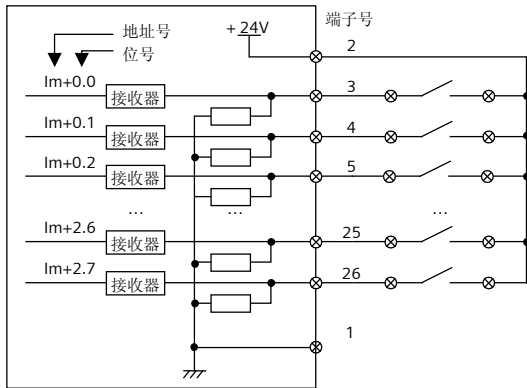 端子号
地址号
+24V
位号
2
Im+0.0
接收器
3
Im+0.1
接收器
4
Im+0.2
接收器
5
... ... ...
Im+2.6
接收器
25
Im+2.7
接收器
26
1